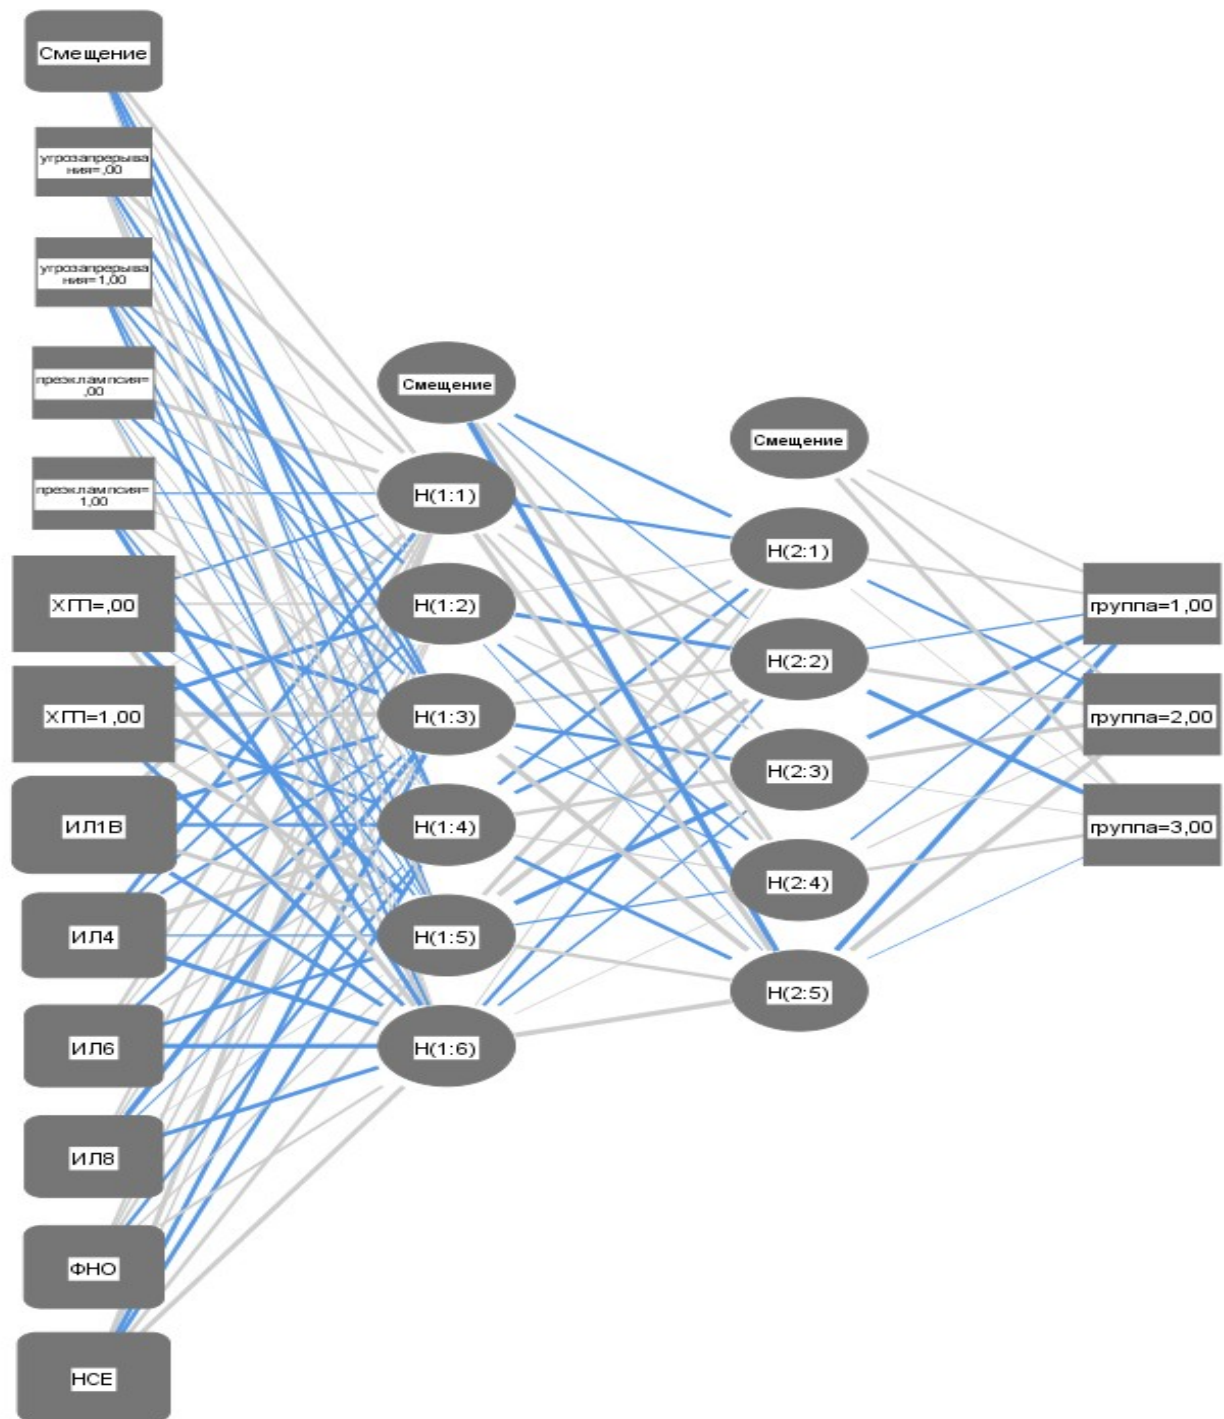 Смещение
угрозапрерыва
ния=,00
угрозапрерыва
ния=1,00
преэклампсия=
,00
преэклампсия=
1,00
ХГП=,00
ХГП=1,00
ИЛ1В
ИЛ4
ИЛ6
ИЛ8
ФНО
НСЕ
Смещение
H(1:1)
H(1:2)
H(1:3)
H(1:4)
H(1:5)
H(1:6)
Смещение
H(2:1)
H(2:2)
H(2:3)
H(2:4)
H(2:5)
группа=1,00
группа=2,00
группа=3,00